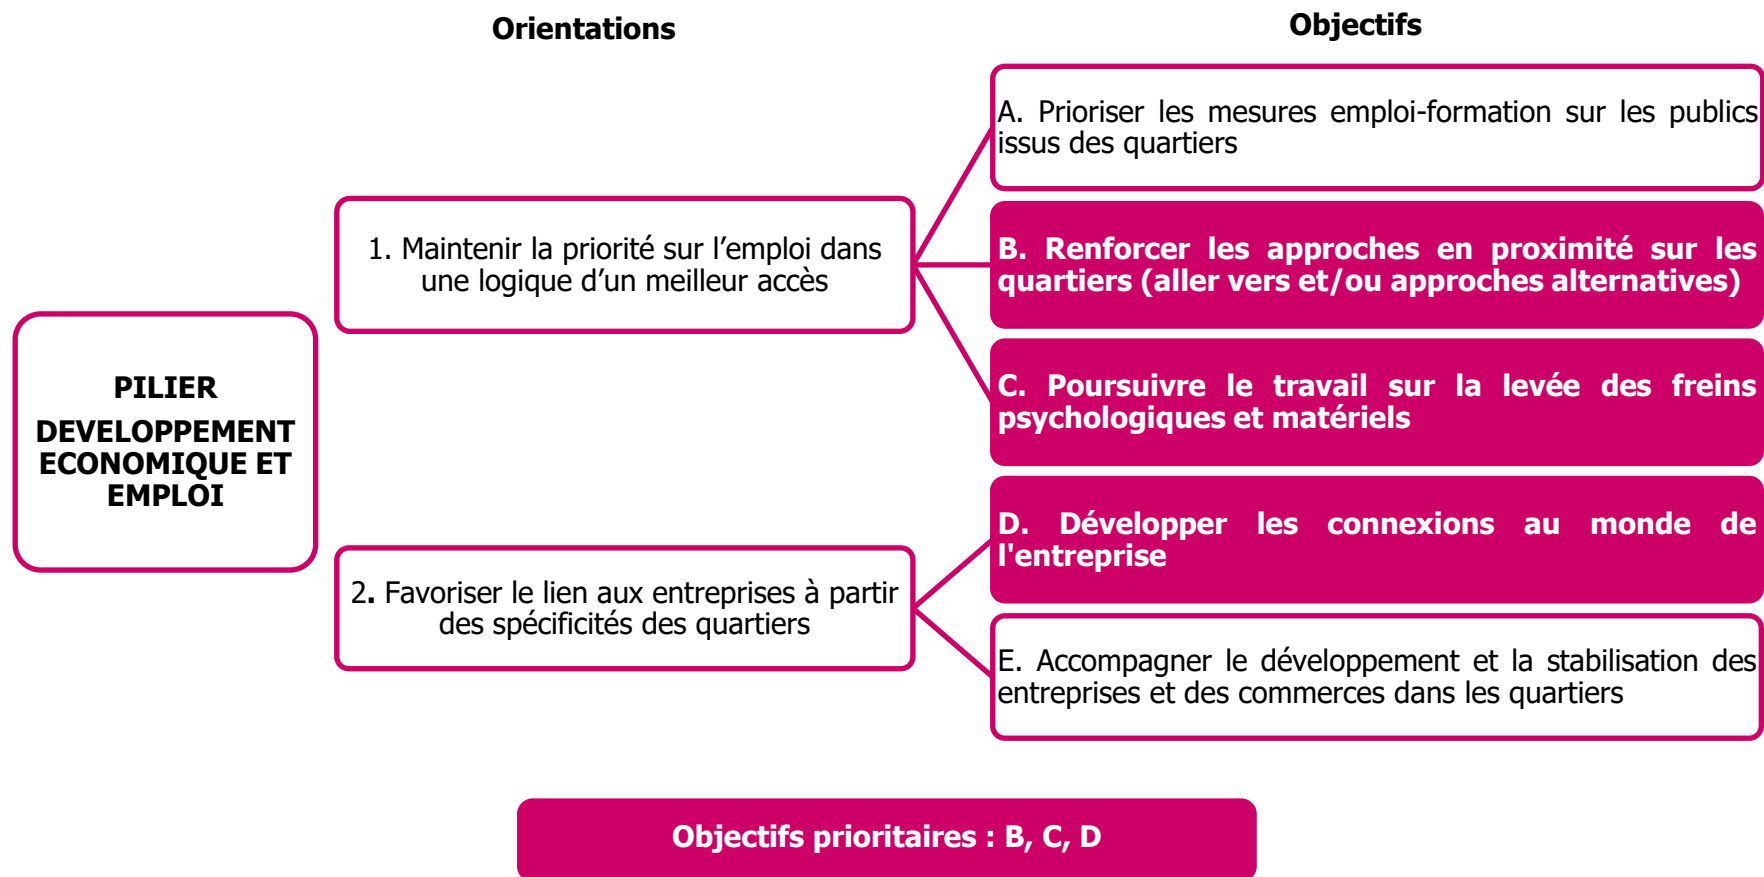 Orientations
Objectifs
PILIER
DEVELOPPEMENT
ECONOMIQUE ET
EMPLOI
1. Maintenir la priorité sur l’emploi dans
une logique d’un meilleur accès
2. Favoriser le lien aux entreprises à partir
des spécificités des quartiers
A. Prioriser les mesures emploi-formation sur les publics
issus des quartiers
B. Renforcer les approches en proximité sur les
quartiers (aller vers et/ou approches alternatives)
C. Poursuivre le travail sur la levée des freins
psychologiques et matériels
D. Développer les connexions au monde de
l'entreprise
E. Accompagner le développement et la stabilisation des
entreprises et des commerces dans les quartiers
Objectifs prioritaires : B, C, D